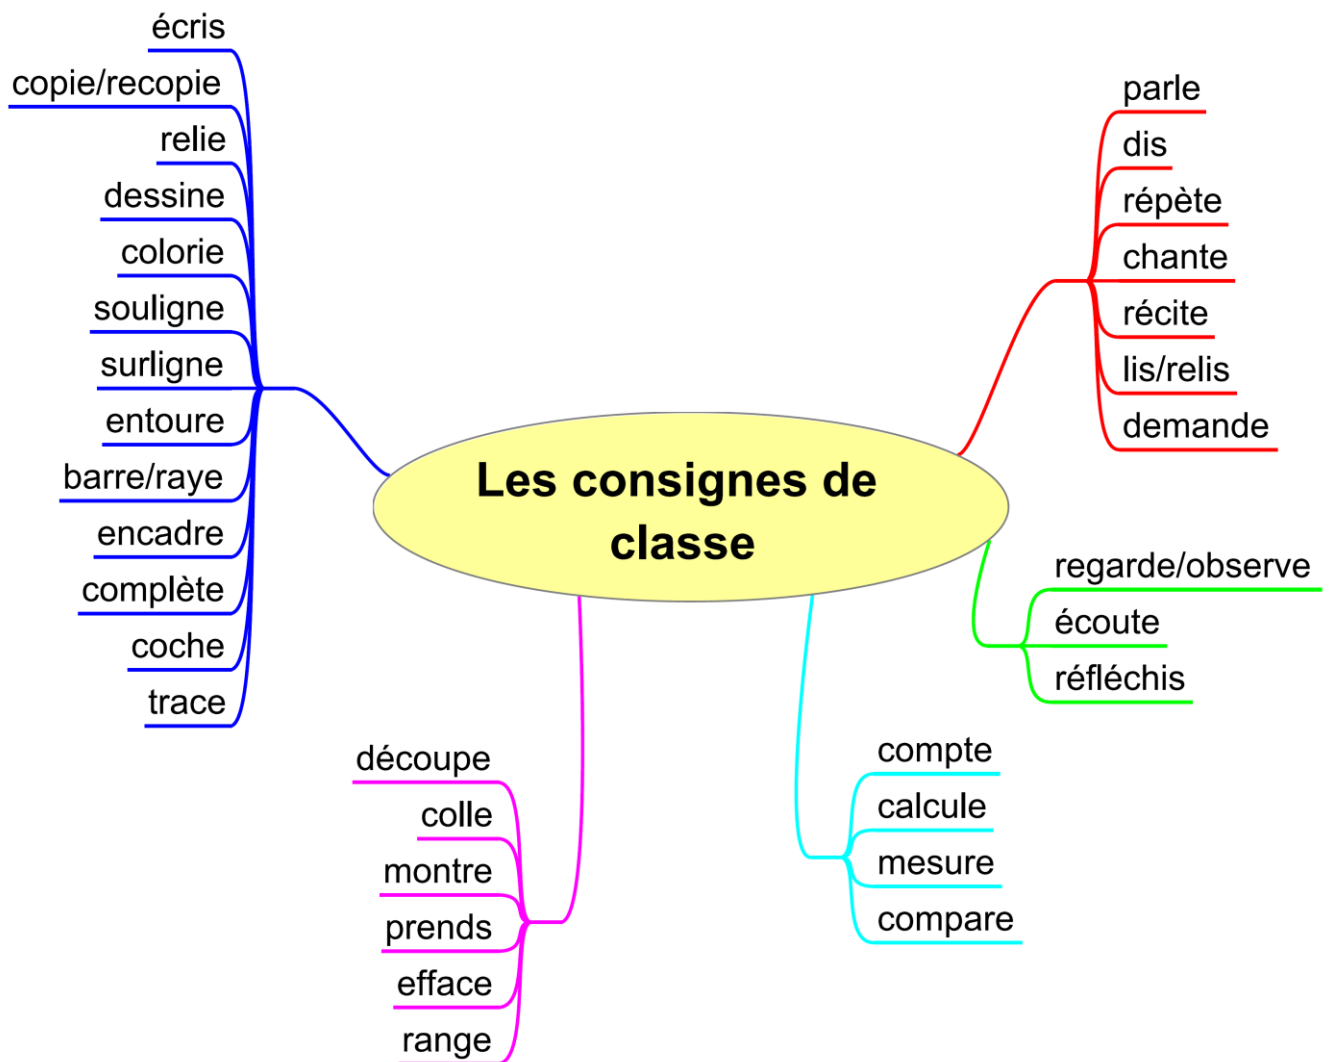 écris
copie/recopie
relie
dessine
colorie
souligne
surligne
entoure
barre/raye
encadre
complète
coche
trace
parle
dis
répète
chante
récite
lis/relis
demande
Les consignes de
classe
regarde/observe
écoute
réfléchis
découpe
colle
montre
prends
efface
range
compte
calcule
mesure
compare